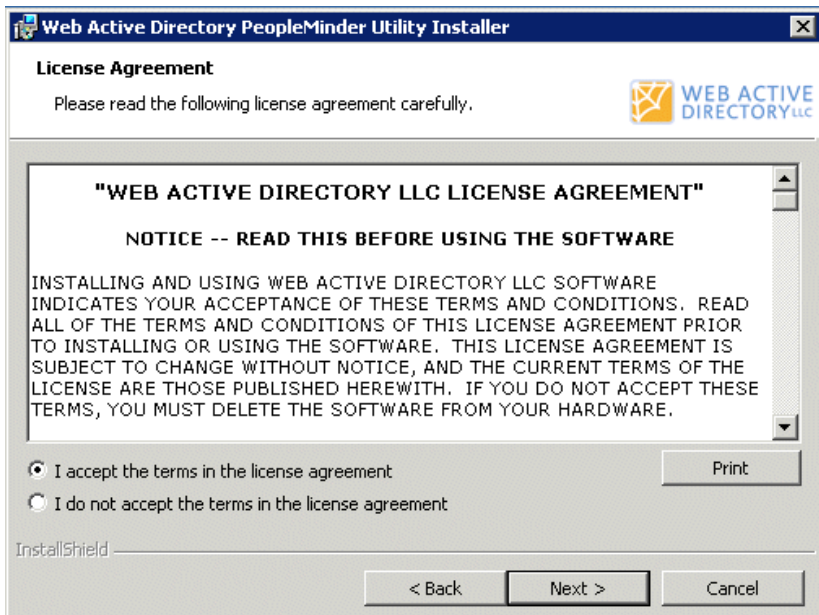 Web Active Directory PeopleMinder Utility Installer
License Agreement
Please read the following license agreement carefully.
WEB ACTIVE
DIRECTORY LLC
"WEB ACTIVE DIRECTORY LLC LICENSE AGREEMENT"
NOTICE -- READ THIS BEFORE USING THE SOFTWARE
INSTALLING AND USING WEB ACTIVE DIRECTORY LLC SOFTWARE
INDICATES YOUR ACCEPTANCE OF THESE TERMS AND CONDITIONS.  READ
ALL OF THE TERMS AND CONDITIONS OF THIS LICENSE AGREEMENT PRIOR
TO INSTALLING OR USING THE SOFTWARE.  THIS LICENSE AGREEMENT IS
SUBJECT TO CHANGE WITHOUT NOTICE, AND THE CURRENT TERMS OF THE
LICENSE ARE THOSE PUBLISHED HEREWITH.  IF YOU DO NOT ACCEPT THESE
TERMS, YOU MUST DELETE THE SOFTWARE FROM YOUR HARDWARE.
I accept the terms in the license agreement
Print
I do not accept the terms in the license agreement
InstallShield
< Back
Next >
Cancel